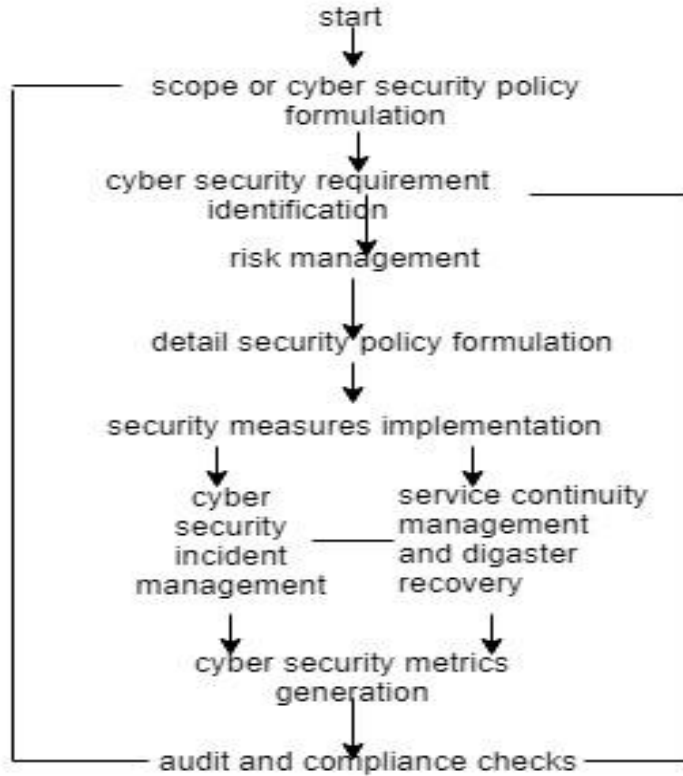 start
scope or cyber security policy
formulation
cyber security requirement
identification
risk management
detail security policy formulation
security measures implementation
cyber
security
incident
management
service continuity
management
and digaster
recovery
cyber security metrics
generation
audit and compliance checks